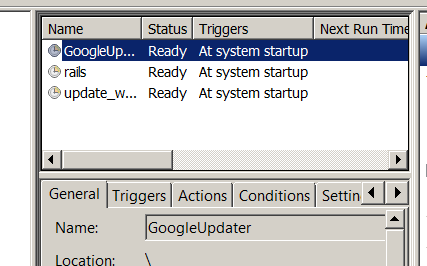 Name Status Triggers Next Run Time
GoogleUp... Ready At system startup
rails Ready At system startup
update_w... Ready At system startup
General Triggers Actions Conditions Settin
Name: GoogleUpdater
Location: \